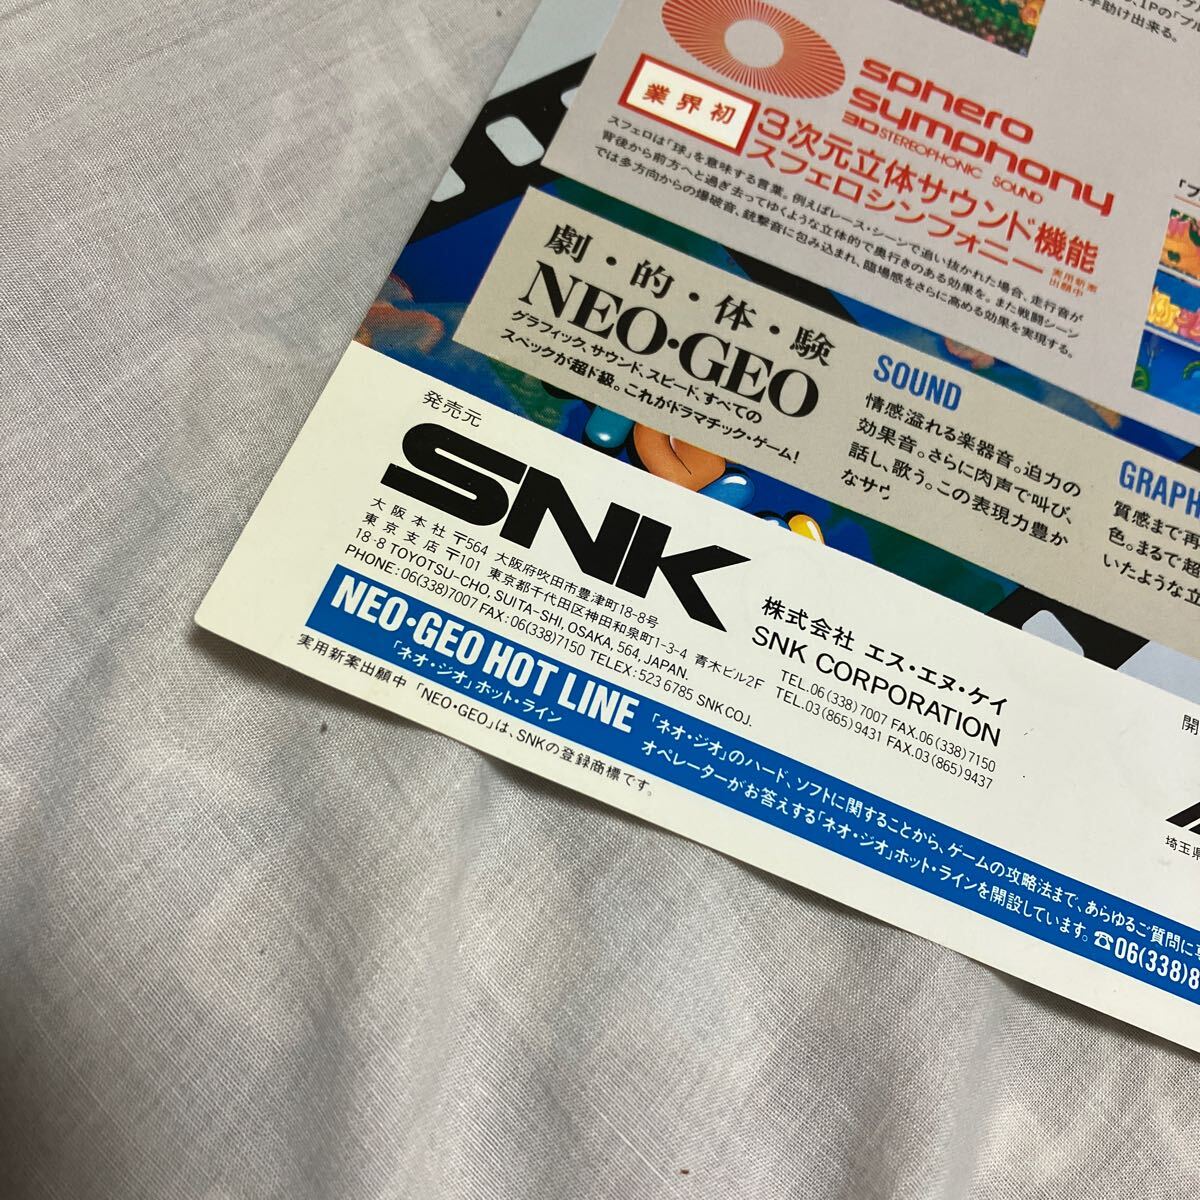 手助け出来る。
sphero
symphony
3D STEREOPHONIC SOUND
業界初
3次元立体サウンド機能
スフェロシンフォニー
実用新案
出願中
スフェロは「球」を意味する言葉。例えばレース・シーンで追い抜かれた場合、走行音が
背後から前方へと過ぎ去ってゆくような立体的で奥行きのある効果を。また戦闘シーン
では多方向からの爆破音、銃撃音に包み込まれ、臨場感をさらに高める効果を実現する。
劇・的・体・験
NEO・GEO
グラフィック、サウンド、スピード、すべての
スペックが超ド級。これがドラマチック・ゲーム!
SOUND
情感溢れる楽器音。迫力の
効果音。さらに肉声で叫び、
話し、歌う。この表現力豊か
なサウ
GRAPH
質感まで再
色。まるで超
いたような立
発売元
SNK
株式会社 エス・エヌ・ケイ
SNK CORPORATION
大阪本社 〒564 大阪府吹田市豊津町18-8号 TEL.06(338)7007 FAX.06(338)7150
東京支店 〒101 東京都千代田区神田和泉町1-3-4 青木ビル2F TEL.03(865)9431 FAX.03(865)9437
18-8 TOYOTSU-CHO, SUITA-SHI, OSAKA, 564, JAPAN.
PHONE:06(338)7007 FAX:06(338)7150 TELEX:523 6785 SNKCOJ.
開
埼玉県
NEO・GEO HOT LINE
「ネオ・ジオ」ホット・ライン
「ネオ・ジオ」のハード、ソフトに関することから、ゲームの攻略法まで、あらゆるご質問に専
オペレーターがお答えする「ネオ・ジオ」ホット・ラインを開設しています。☎06(338)8
実用新案出願中 「NEO・GEO」は、SNKの登録商標です。